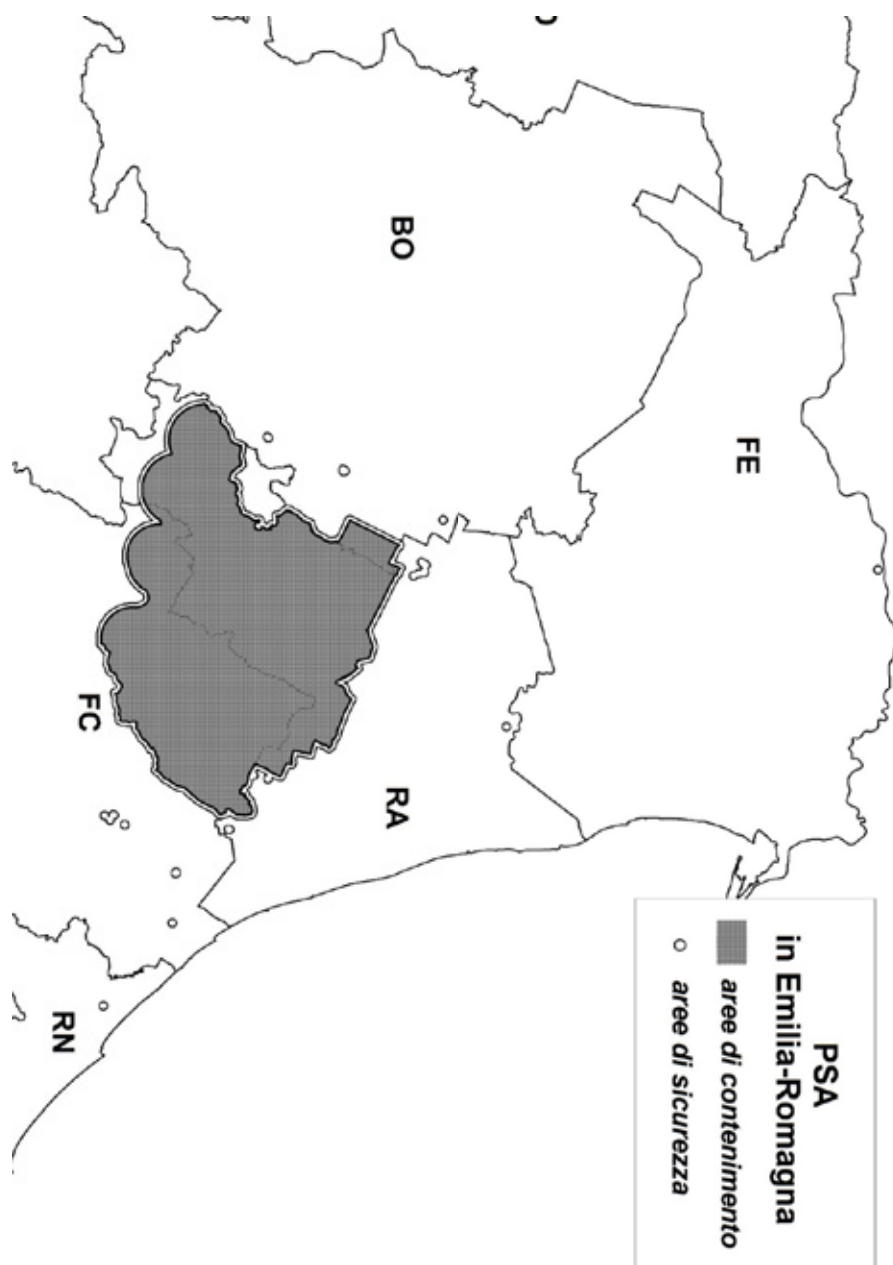 BO
FE
FC
RA
RN
PSA
in Emilia-Romagna
aree di contenimento
aree di sicurezza